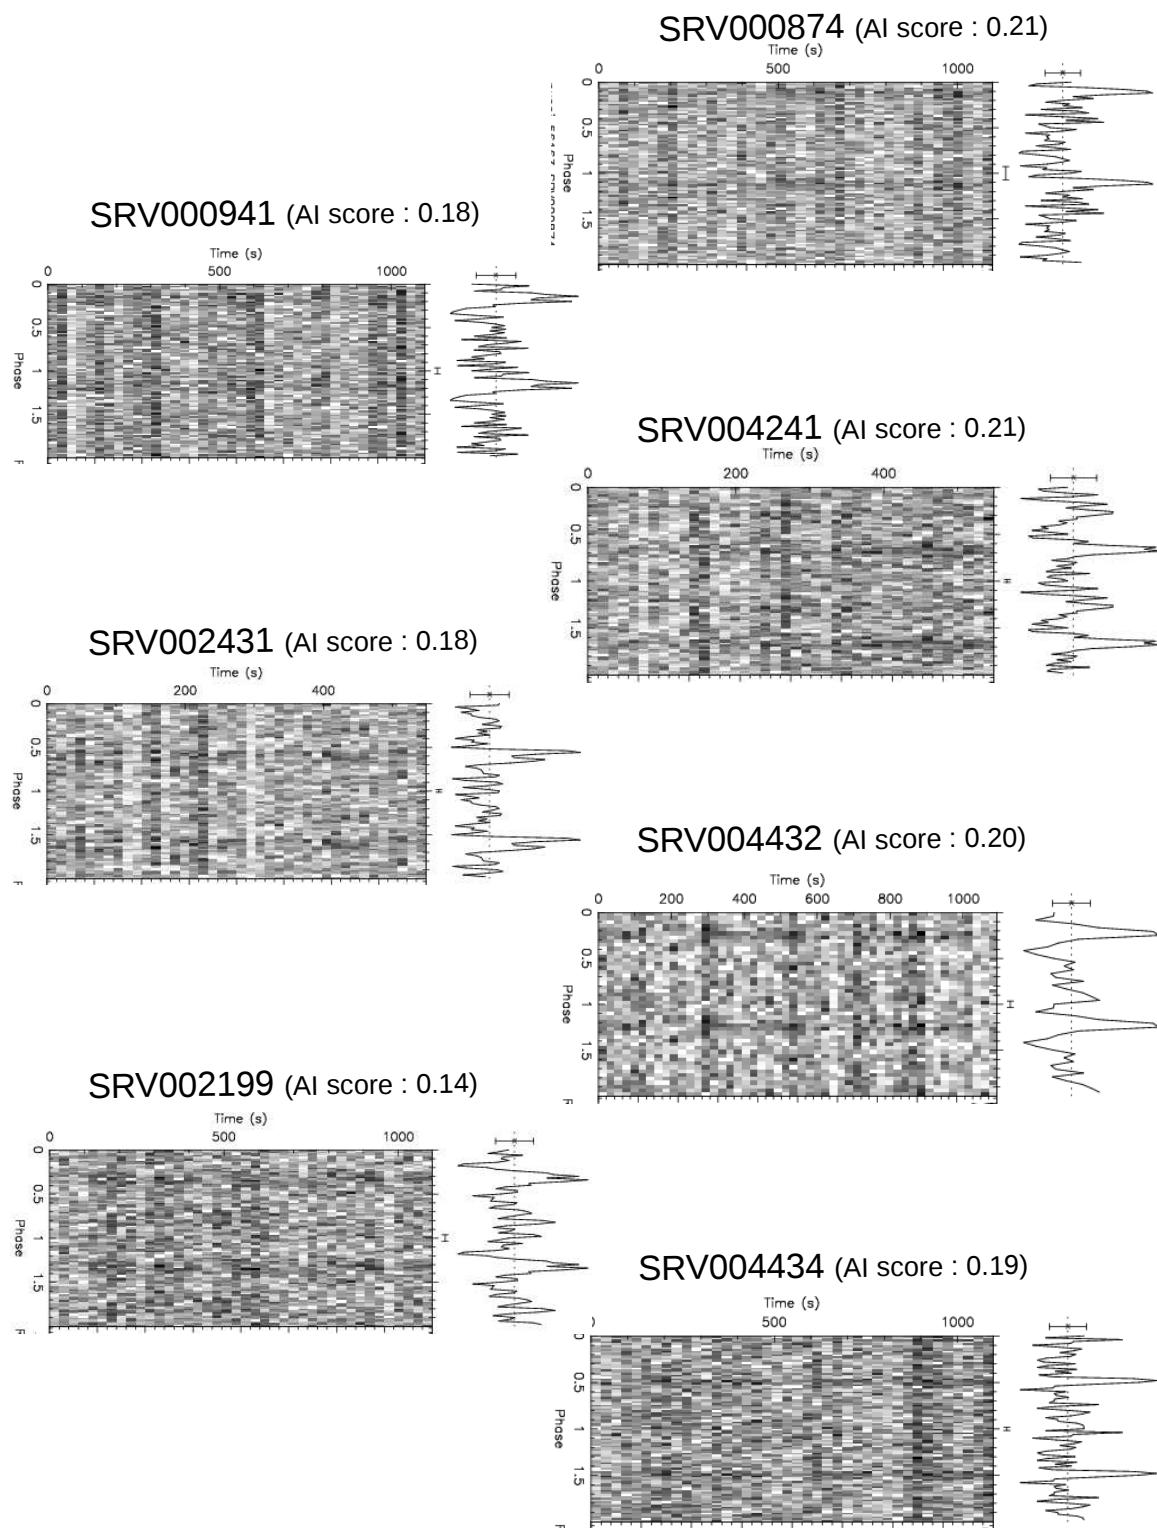 SRV000874 (AI score : 0.21)
Time (s)
0 500 1000
0 0.5 1 1.5
Phase
SRV000941 (AI score : 0.18)
Time (s)
0 500 1000
0 0.5 1 1.5
Phase
SRV004241 (AI score : 0.21)
Time (s)
0 200 400
0 0.5 1 1.5
Phase
SRV002431 (AI score : 0.18)
Time (s)
0 200 400
0 0.5 1 1.5
Phase
SRV004432 (AI score : 0.20)
Time (s)
0 200 400 600 800 1000
0 0.5 1 1.5
Phase
SRV002199 (AI score : 0.14)
Time (s)
0 500 1000
0 0.5 1 1.5
Phase
SRV004434 (AI score : 0.19)
Time (s)
500 1000
0.5 1 1.5
Phase